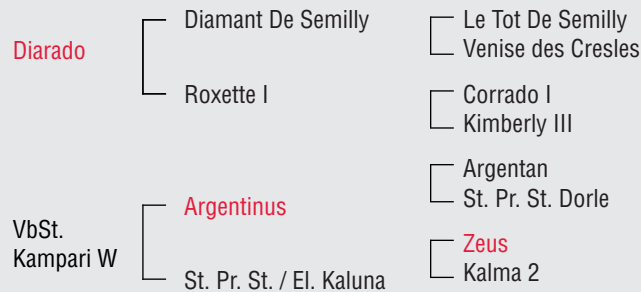 Diarado
Diamant De Semilly
Le Tot De Semilly
Venise des Cresles
Roxette I
Corrado I
Kimberly III
VbSt.
Kampari W
Argentinus
Argentan
St. Pr. St. Dorle
St. Pr. St. / El. Kaluna
Zeus
Kalma 2